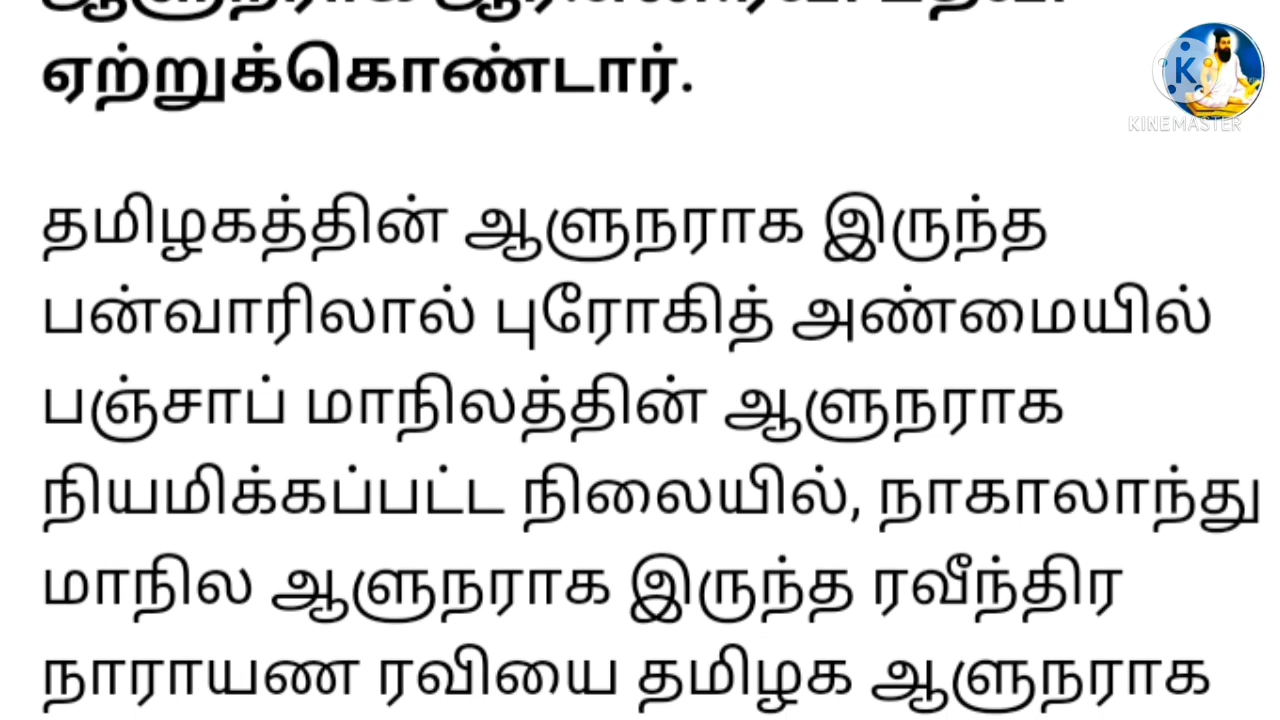 ஏற்றுக்கொண்டார்.
KINEMASTER
தமிழகத்தின் ஆளுநராக இருந்த
பன்வாரிலால் புரோகித் அண்மையில்
பஞ்சாப் மாநிலத்தின் ஆளுநராக
நியமிக்கப்பட்ட நிலையில், நாகாலாந்து
மாநில ஆளுநராக இருந்த ரவீந்திர
நாராயண ரவியை தமிழக ஆளுநராக